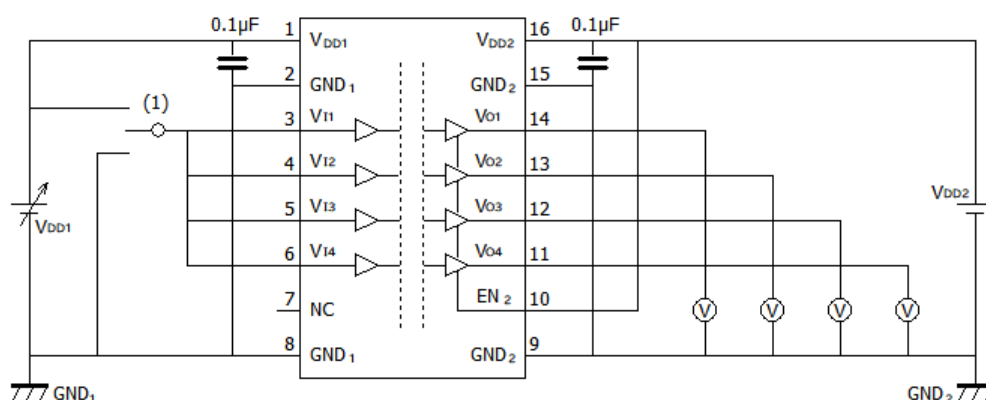 0.1µF 1 16 0.1µF
VDD1 VDD2
2 15
GND1 GND2
(1)
3 VI1 VO1 14
4 VI2 VO2 13
5 VI3 VO3 12
VDD1 VDD2
6 VI4 VO4 11
7 NC EN2 10
V V V V
8 GND1 GND2 9
GND1 GND2